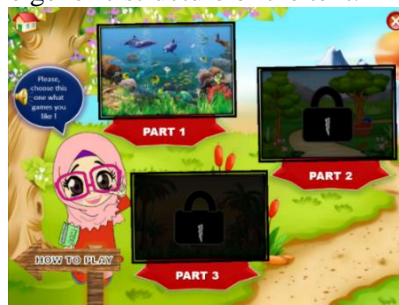 Please,
choose this
one what
games you
like !
PART 1
PART 2
PART 3
HOW TO PLAY